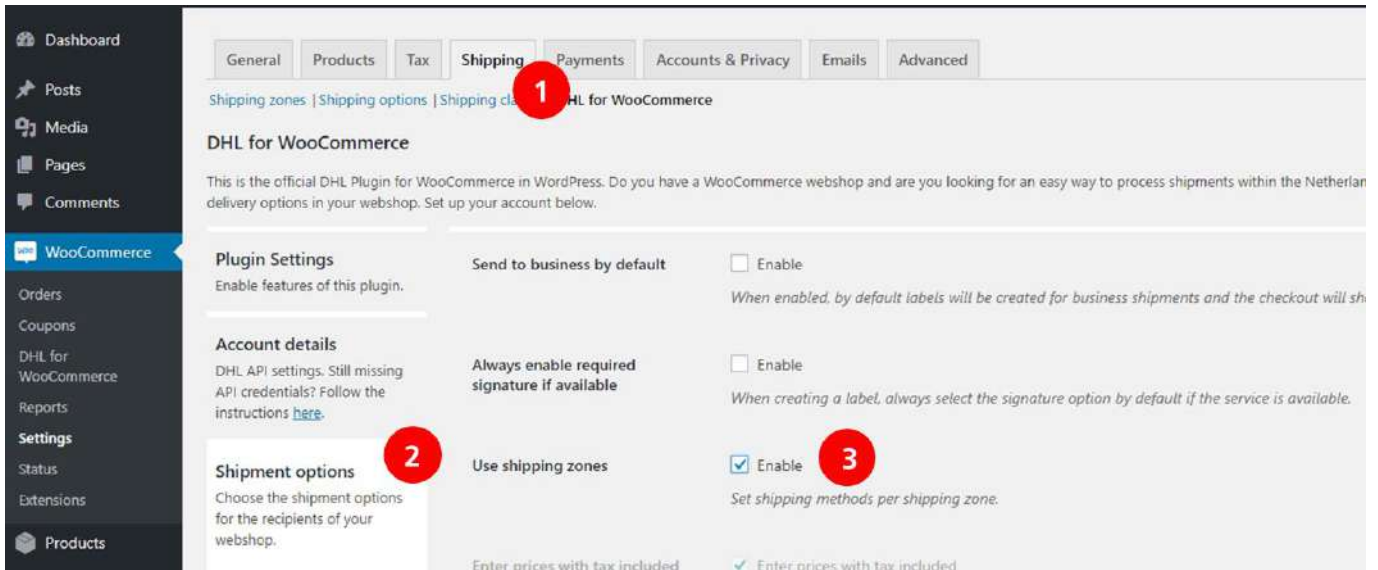 Dashboard
Posts
Media
Pages
Comments
WooCommerce
Orders
Coupons
DHL for
WooCommerce
Reports
Settings
Status
Extensions
Products
General Products Tax Shipping Payments Accounts & Privacy Emails Advanced
1
Shipping zones | Shipping options | Shipping cla HL for WooCommerce
DHL for WooCommerce
This is the official DHL Plugin for WooCommerce in WordPress. Do you have a WooCommerce webshop and are you looking for an easy way to process shipments within the Netherlan
delivery options in your webshop. Set up your account below.
Plugin Settings
Enable features of this plugin.
Account details
DHL API settings. Still missing
API credentials? Follow the
instructions here.
2
Shipment options
Choose the shipment options
for the recipients of your
webshop.
Send to business by default
Enable
When enabled, by default labels will be created for business shipments and the checkout will sh
Always enable required
signature if available
Enable
When creating a label, always select the signature option by default if the service is available.
Use shipping zones
Enable
3
Set shipping methods per shipping zone.
Enter prices with tax included
Enter prices with tax included